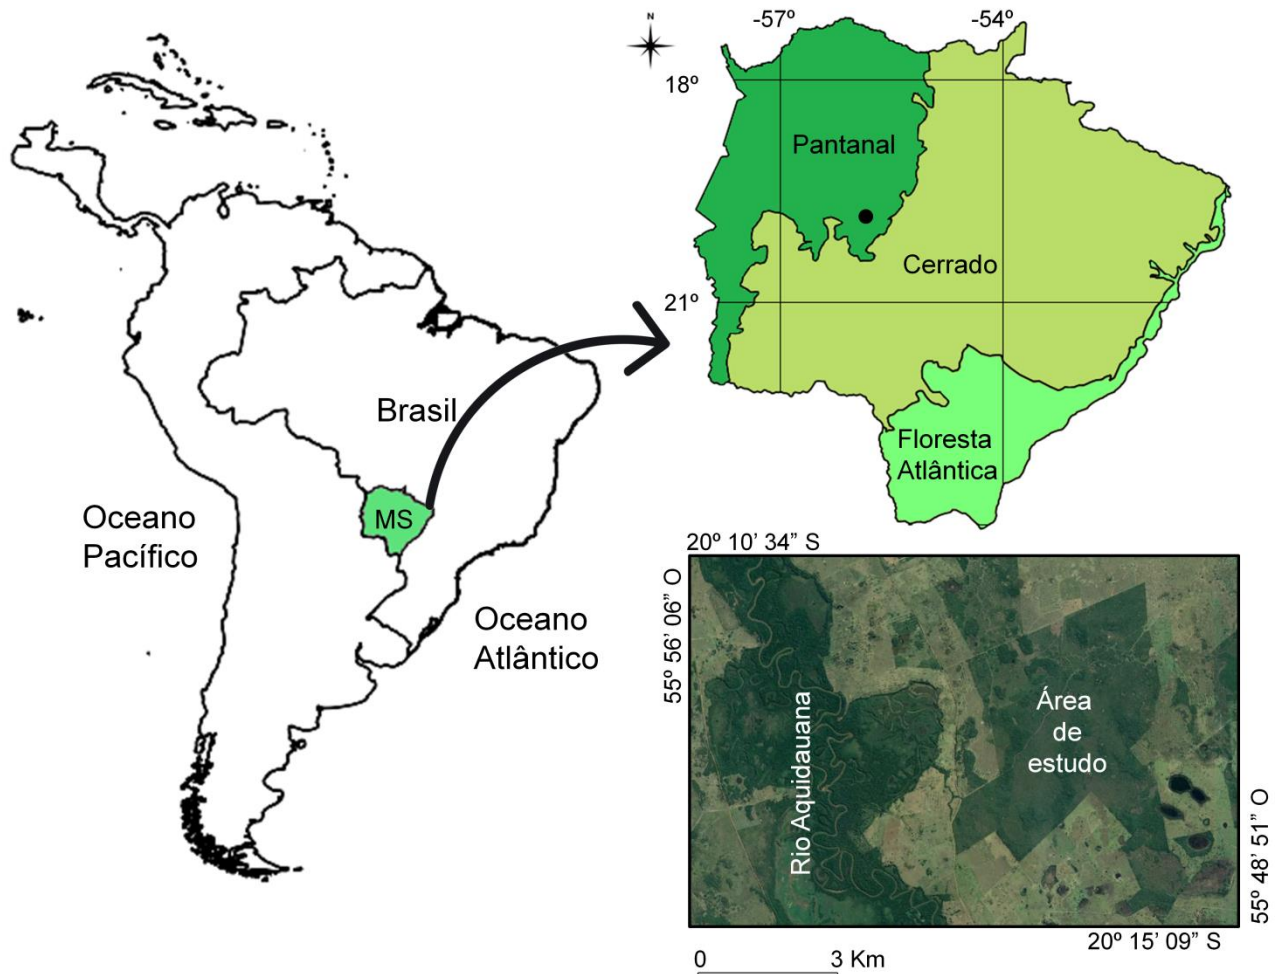 N
-57º
-54º
18º
Pantanal
Cerrado
21º
Floresta
Atlântica
Brasil
MS
Oceano
Pacífico
Oceano
Atlântico
20º 10’ 34” S
55º 56’ 06” O
Rio Aquidauana
Área
de
estudo
55º 48’ 51” O
20º 15’ 09” S
0
3 Km